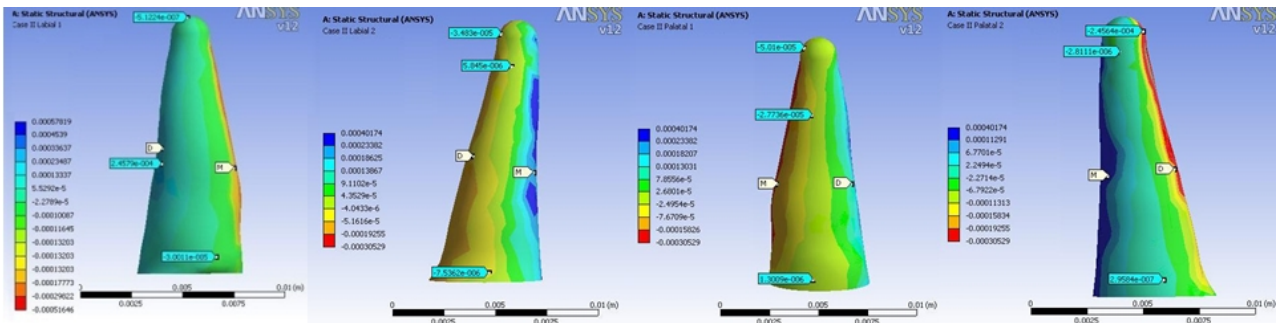 A: Static Structural (ANSYS)
Case II Labial 1
ANSYS
v12
-5.1224e-007
0.00057819
0.0004539
0.00033637
0.00023487
0.00013337
5.5292e-5
-2.2789e-5
-0.00010087
-0.00011645
-0.00013203
-0.00013203
-0.00013203
-0.00017773
-0.00029822
-0.00051646
D
2.4579e-004
M
-3.0011e-005
0.005
0.01 (m)
0.0025
0.0075
A: Static Structural (ANSYS)
Case II Labial 2
ANSYS
v12
-3.483e-005
5.845e-006
0.00040174
0.00023382
0.00018625
0.00013867
9.1102e-5
4.3529e-5
-4.0433e-6
-5.1616e-5
-0.00019255
-0.00030529
D
M
-7.5362e-006
0
0.005
0.01 (m)
0.0025
0.0075
A: Static Structural (ANSYS)
Case II Palatal 1
ANSYS
v12
-5.01e-005
-2.7736e-005
0.00040174
0.00023382
0.00018207
0.00013031
7.8556e-5
2.6801e-5
-2.4954e-5
-7.6709e-5
-0.00015826
-0.00030529
M
D
1.3009e-006
0
0.005
0.01 (m)
0.0025
0.0075
A: Static Structural (ANSYS)
Case II Palatal 2
ANSYS
v12
-2.4564e-004
-2.8111e-006
0.00040174
0.00011291
6.7701e-5
2.2494e-5
-2.2714e-5
-6.7922e-5
-0.00011313
-0.00015834
-0.00019255
-0.00030529
M
D
2.9584e-007
0
0.005
0.01 (m)
0.0025
0.0075